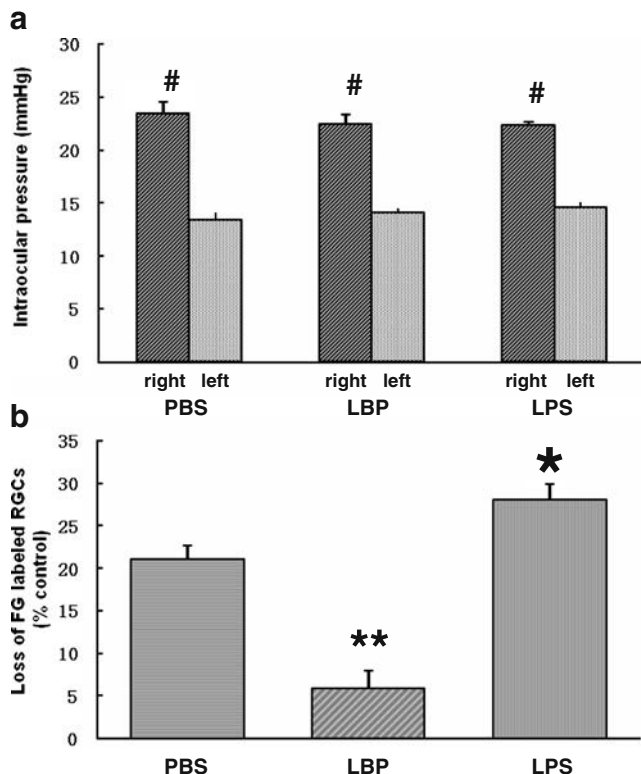 a
Intraocular pressure (mmHg)
30
25
20
15
10
5
0
# # #
right left right left right left
PBS LBP LPS
b
Loss of FG labeled RGCs
(% control)
35
30
25
20
15
10
5
0
** *
PBS LBP LPS